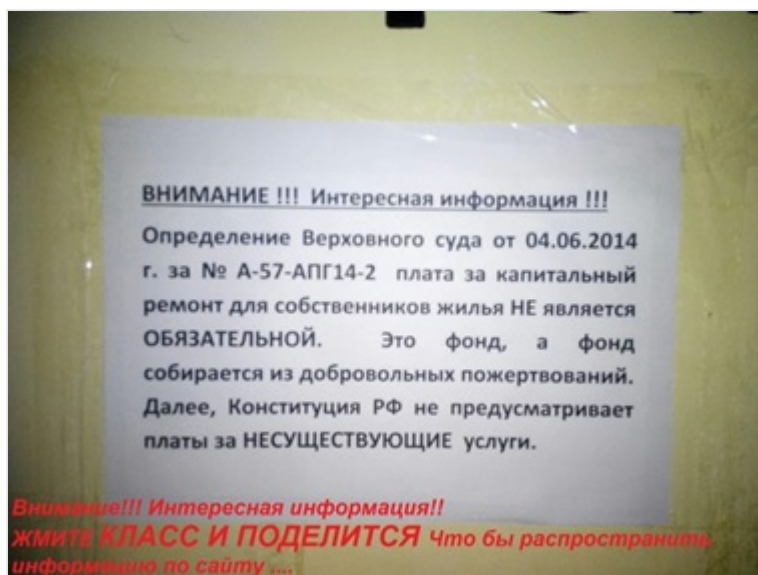 ВНИМАНИЕ !!! Интересная информация !!!
Определение Верховного суда от 04.06.2014
г. за № А-57-АПГ14-2 плата за капитальный
ремонт для собственников жилья НЕ является
ОБЯЗАТЕЛЬНОЙ. Это фонд, а фонд
собирается из добровольных пожертвований.
Далее, Конституция РФ не предусматривает
платы за НЕСУЩЕСТВУЮЩИЕ услуги.
Внимание!!! Интересная информация!!
ЖМИТЕ КЛАСС И ПОДЕЛИТСЯ Что бы распространить
информацию по сайту ....